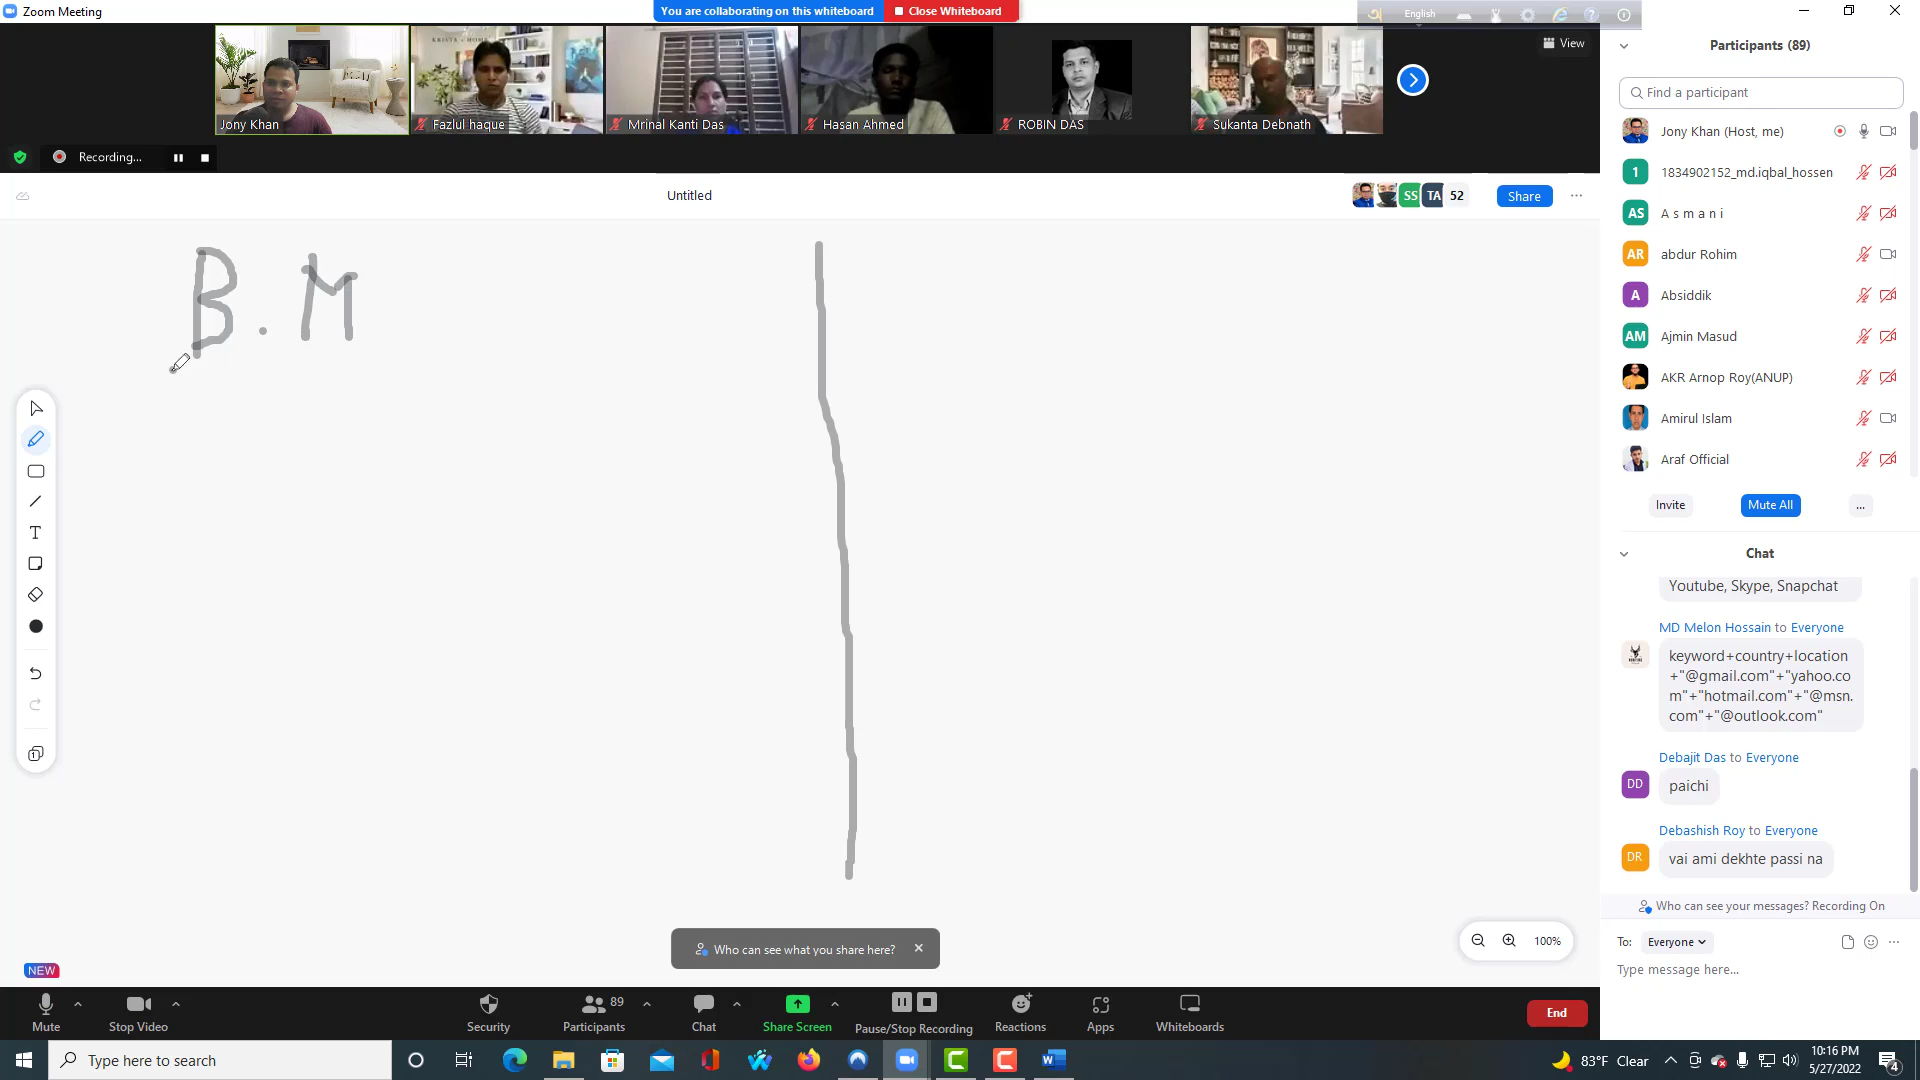 Zoom Meeting
You are collaborating on this whiteboard
Close Whiteboard
English
View
Jony Khan
Fazlul haque
Mrinal Kanti Das
Hasan Ahmed
ROBIN DAS
Sukanta Debnath
Recording...
Untitled
SS
TA
52
Share
B.M
Who can see what you share here?
100%
NEW
Mute
Stop Video
Security
89
Participants
Chat
Share Screen
Pause/Stop Recording
Reactions
Apps
Whiteboards
End
Participants (89)
Find a participant
Jony Khan (Host, me)
1
1834902152_md.iqbal_hossen
AS
A s m a n i
AR
abdur Rohim
A
Absiddik
AM
Ajmin Masud
AKR Arnop Roy(ANUP)
Amirul Islam
Araf Official
Invite
Mute All
...
Chat
Youtube, Skype, Snapchat
MD Melon Hossain to Everyone
keyword+country+location
+"@gmail.com"+"yahoo.co
m"+"hotmail.com"+"@msn.
com"+"@outlook.com"
Debajit Das to Everyone
DD
paichi
Debashish Roy to Everyone
DR
vai ami dekhte passi na
Who can see your messages? Recording On
To:
Everyone
Type message here...
Type here to search
83°F Clear
10:16 PM
5/27/2022
4